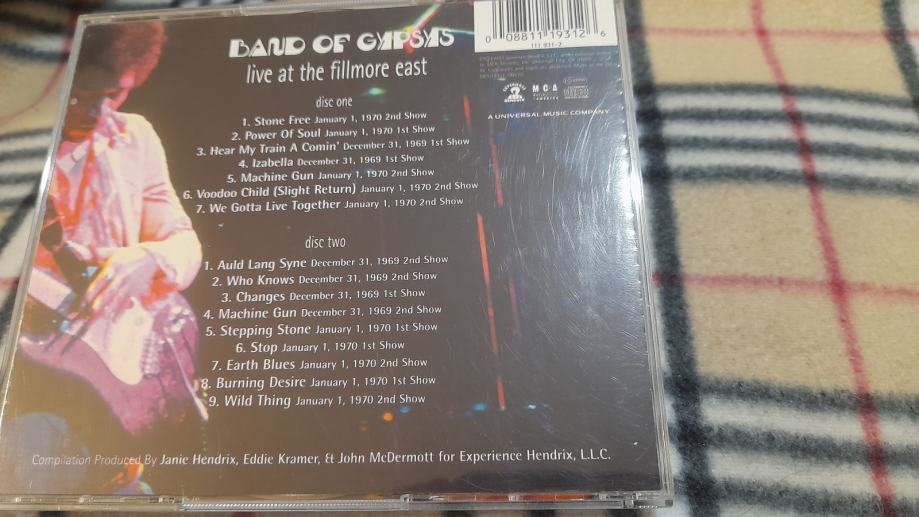 BAND OF GYPSYS
live at the fillmore east
0 08811 19312 6
111 931-2
disc one
1. Stone Free January 1, 1970 2nd Show
2. Power Of Soul January 1, 1970 1st Show
3. Hear My Train A Comin' December 31, 1969 1st Show
4. Izabella December 31, 1969 1st Show
5. Machine Gun January 1, 1970 2nd Show
6. Voodoo Child (Slight Return) January 1, 1970 2nd Show
7. We Gotta Live Together January 1, 1970 2nd Show
disc two
1. Auld Lang Syne December 31, 1969 2nd Show
2. Who Knows December 31, 1969 2nd Show
3. Changes December 31, 1969 1st Show
4. Machine Gun December 31, 1969 2nd Show
5. Stepping Stone January 1, 1970 1st Show
6. Stop January 1, 1970 1st Show
7. Earth Blues January 1, 1970 2nd Show
8. Burning Desire January 1, 1970 1st Show
9. Wild Thing January 1, 1970 2nd Show
MCA
A UNIVERSAL MUSIC COMPANY
Compilation Produced By Janie Hendrix, Eddie Kramer, & John McDermott for Experience Hendrix, L.L.C.